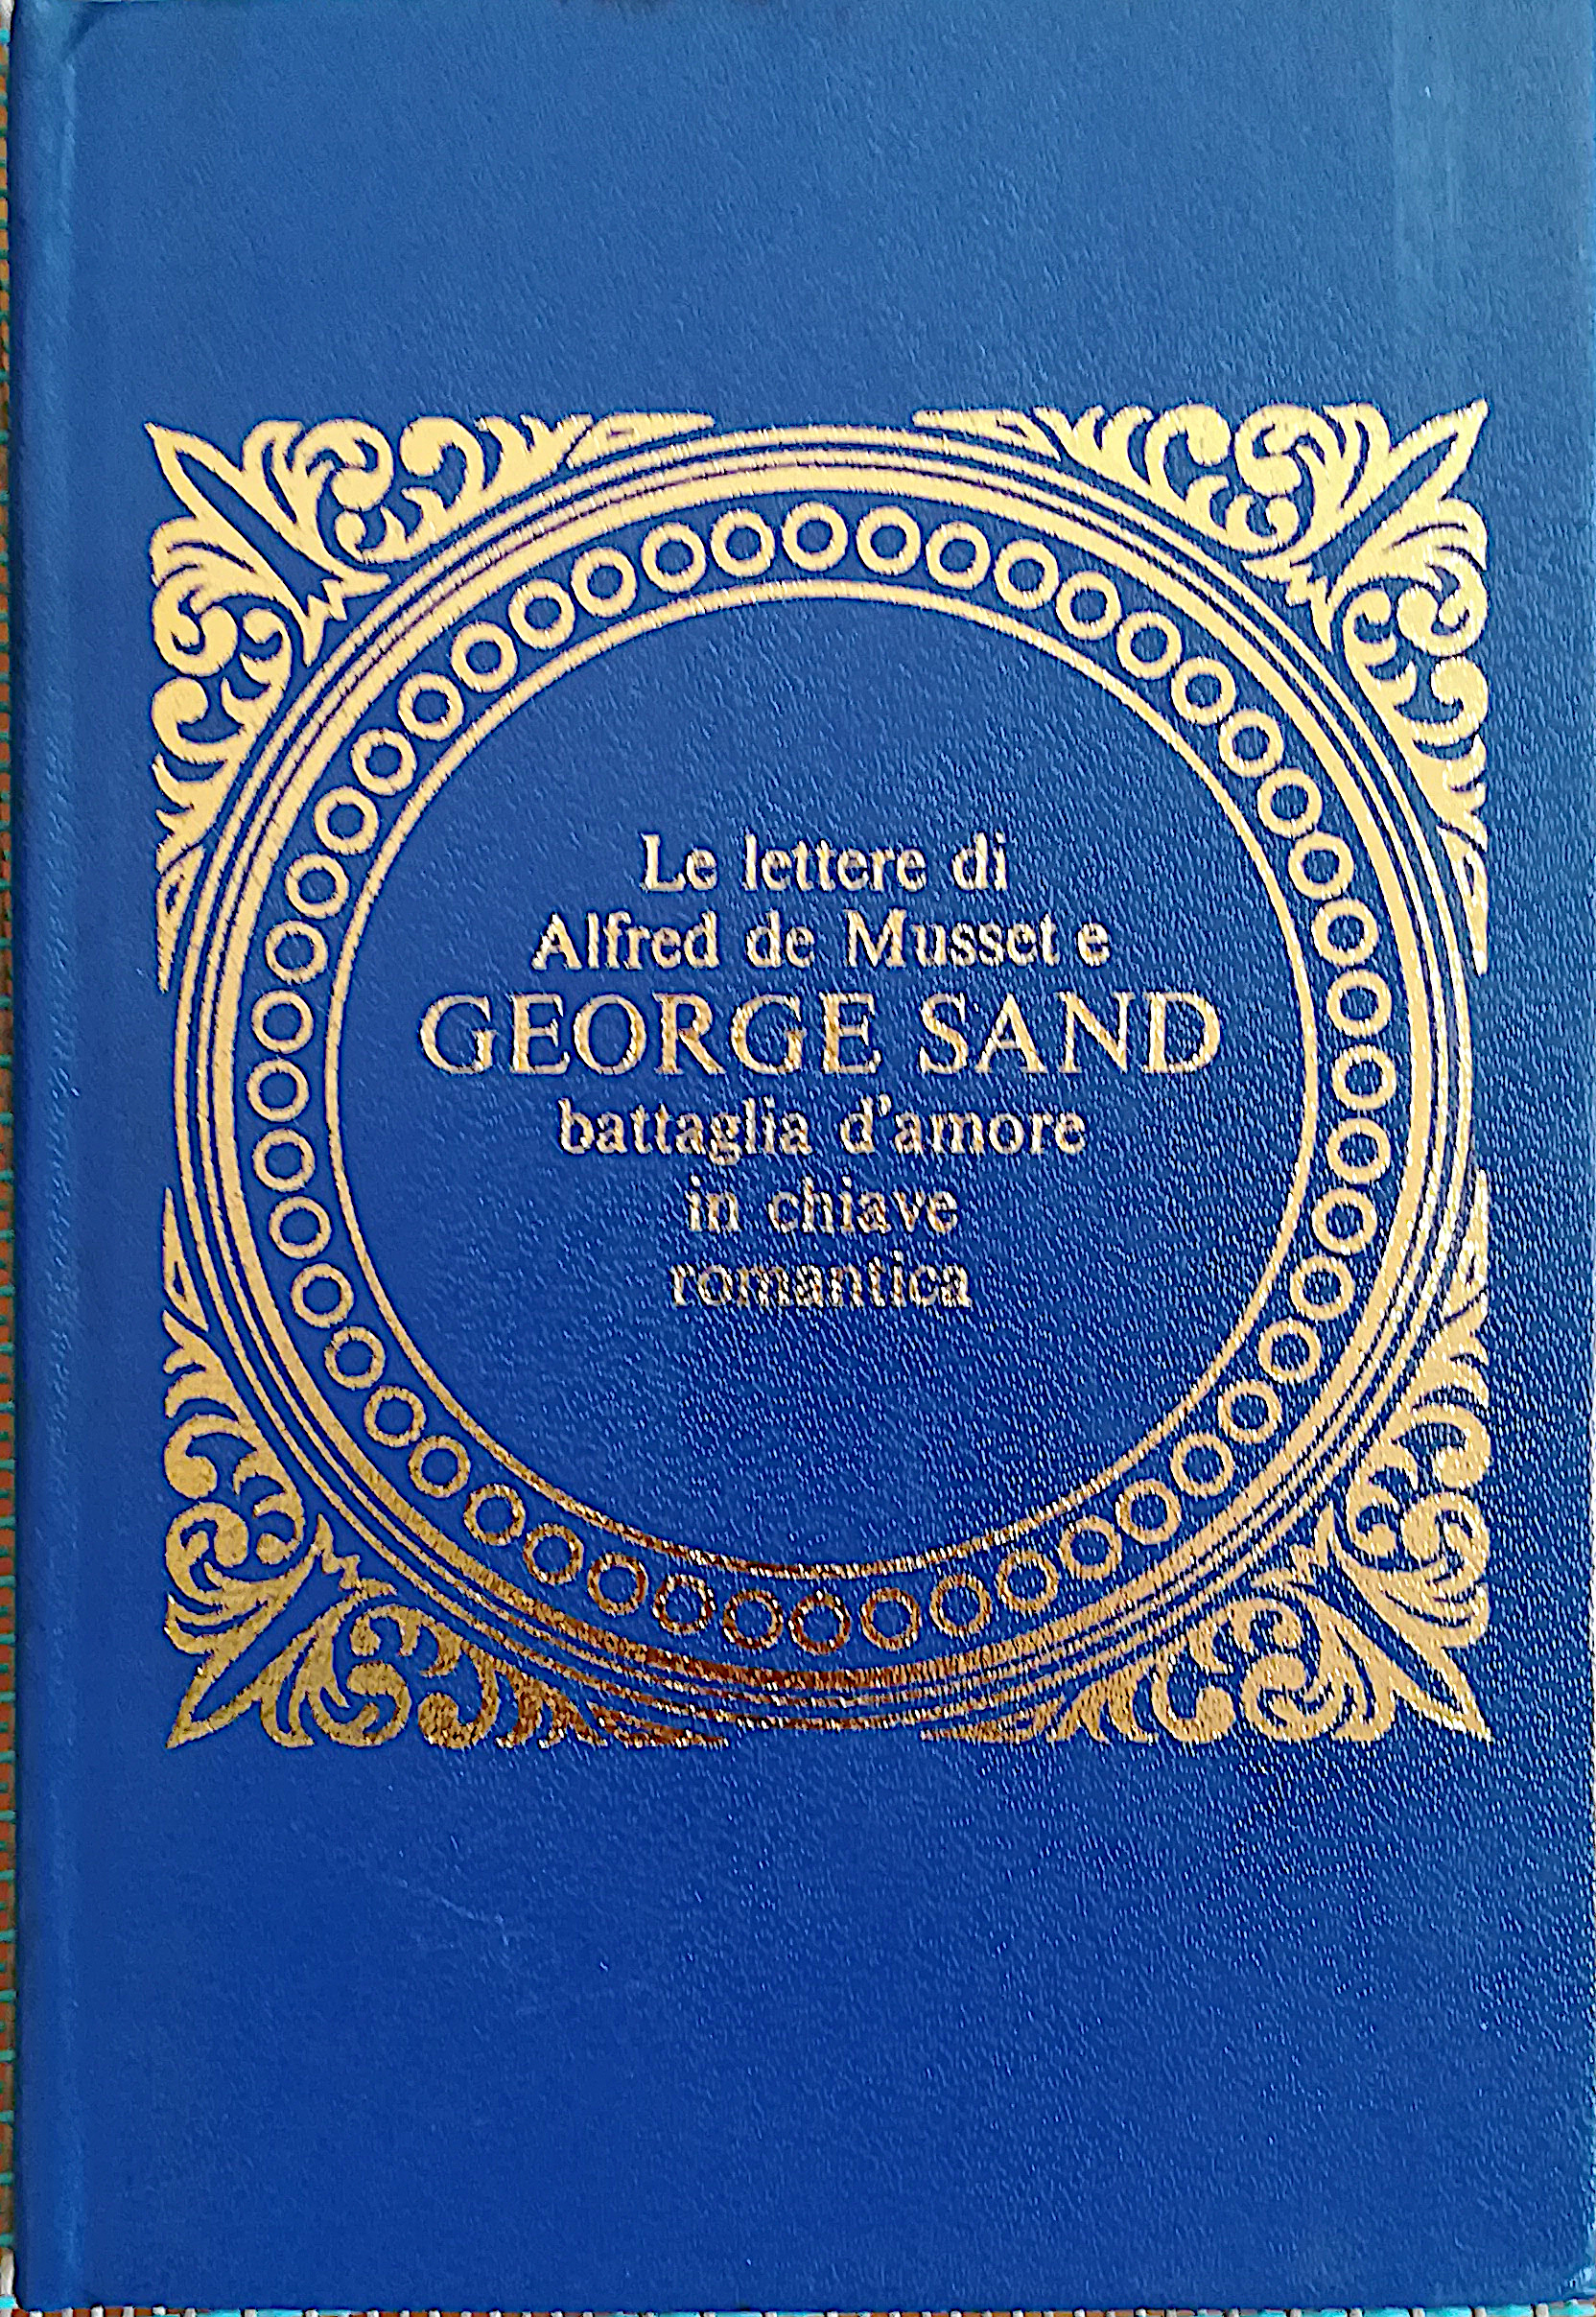 Le lettere di
Alfred de Musset e
GEORGE SAND
battaglia d'amore
in chiave
romantica